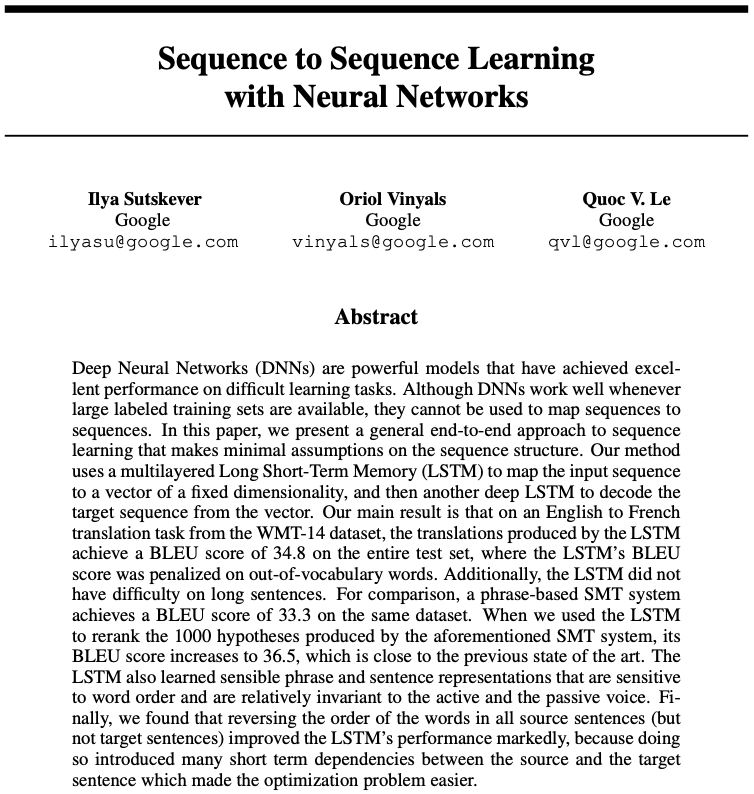 Sequence to Sequence Learning
with Neural Networks
Ilya Sutskever
Google
ilyasu@google.com
Oriol Vinyals
Google
vinyals@google.com
Quoc V. Le
Google
qvl@google.com
Abstract
Deep Neural Networks (DNNs) are powerful models that have achieved excel-
lent performance on difficult learning tasks. Although DNNs work well whenever
large labeled training sets are available, they cannot be used to map sequences to
sequences. In this paper, we present a general end-to-end approach to sequence
learning that makes minimal assumptions on the sequence structure. Our method
uses a multilayered Long Short-Term Memory (LSTM) to map the input sequence
to a vector of a fixed dimensionality, and then another deep LSTM to decode the
target sequence from the vector. Our main result is that on an English to French
translation task from the WMT-14 dataset, the translations produced by the LSTM
achieve a BLEU score of 34.8 on the entire test set, where the LSTM's BLEU
score was penalized on out-of-vocabulary words. Additionally, the LSTM did not
have difficulty on long sentences. For comparison, a phrase-based SMT system
achieves a BLEU score of 33.3 on the same dataset. When we used the LSTM
to rerank the 1000 hypotheses produced by the aforementioned SMT system, its
BLEU score increases to 36.5, which is close to the previous state of the art. The
LSTM also learned sensible phrase and sentence representations that are sensitive
to word order and are relatively invariant to the active and the passive voice. Fi-
nally, we found that reversing the order of the words in all source sentences (but
not target sentences) improved the LSTM's performance markedly, because doing
so introduced many short term dependencies between the source and the target
sentence which made the optimization problem easier.